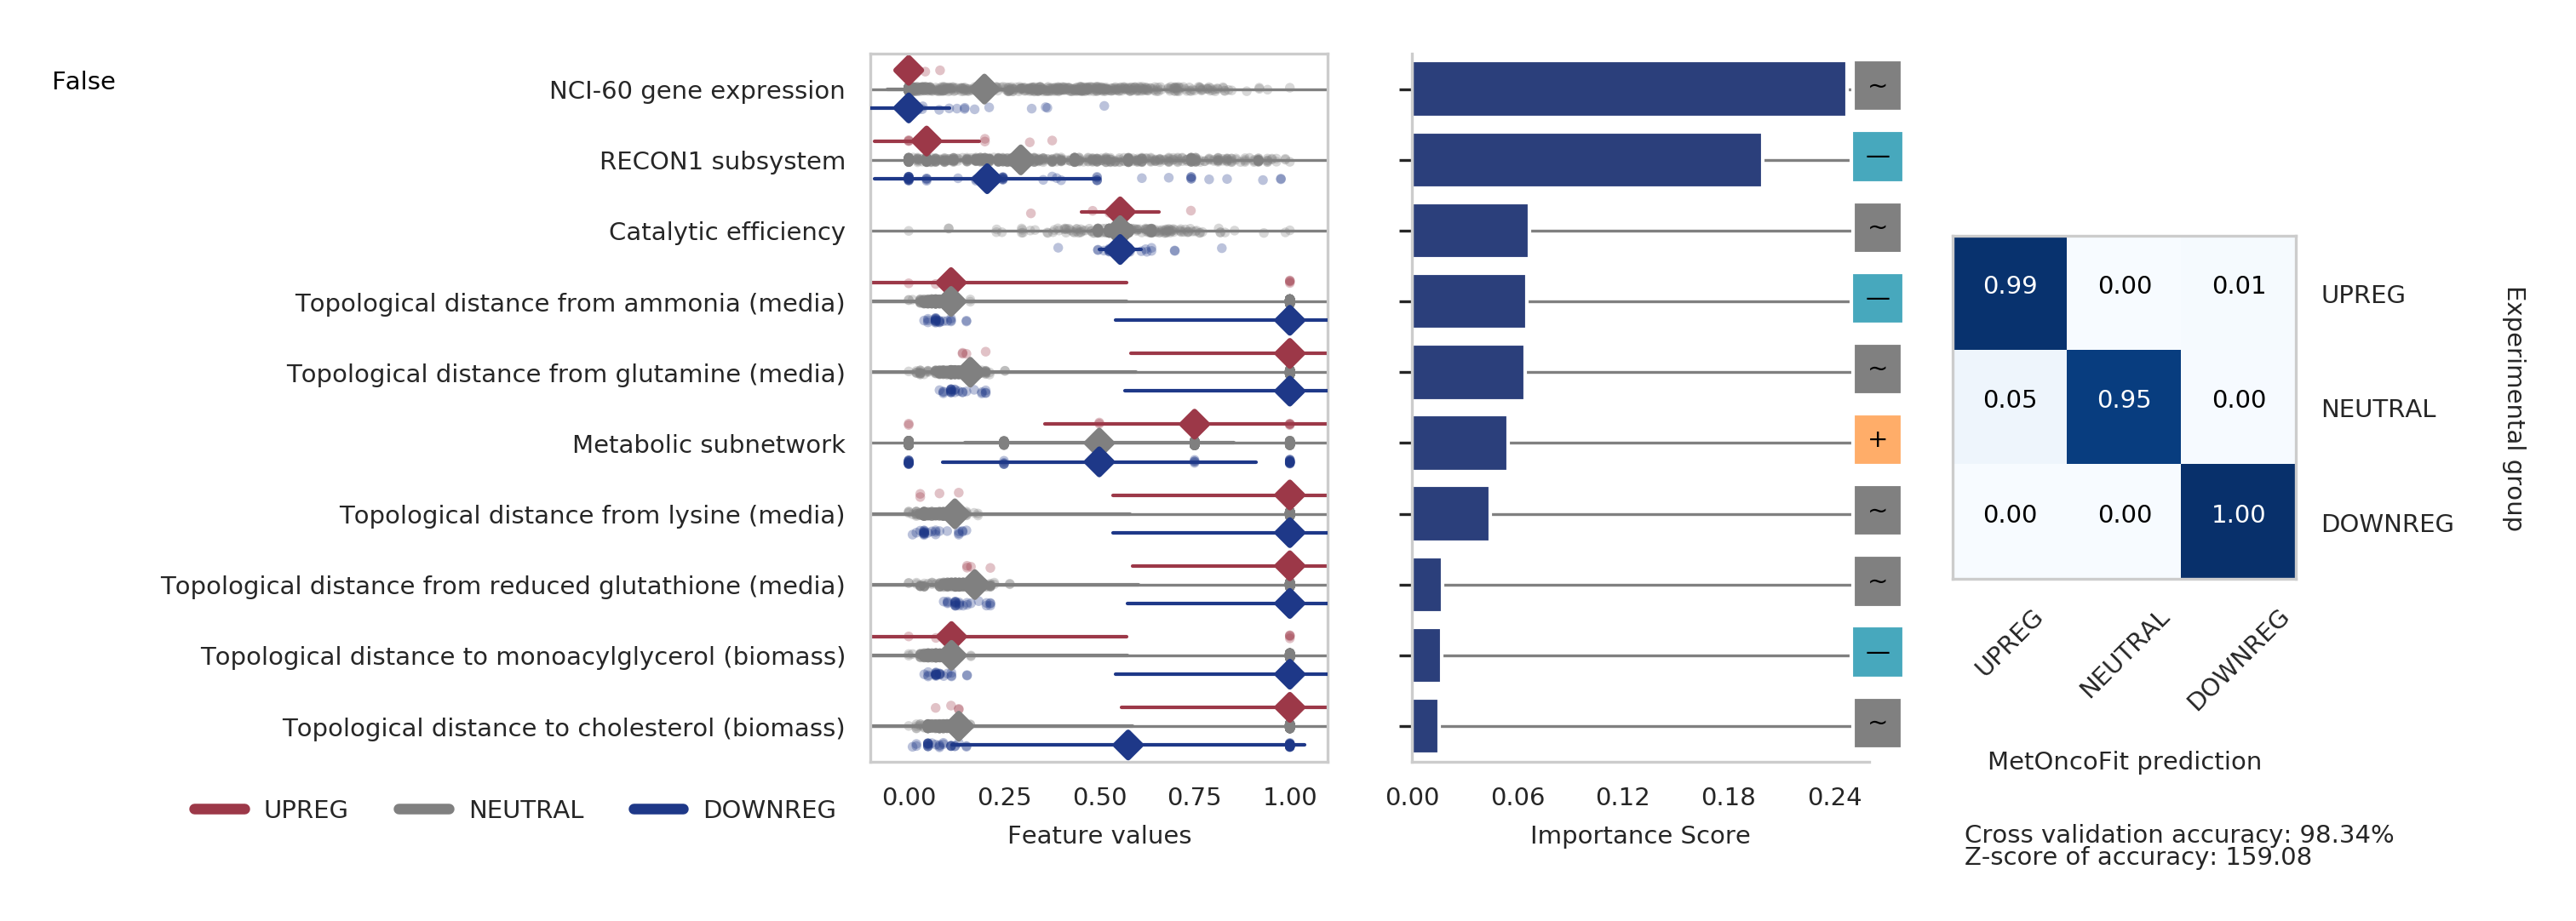 False
NCI-60 gene expression
RECON1 subsystem
Catalytic efficiency
Topological distance from ammonia (media)
Topological distance from glutamine (media)
Metabolic subnetwork
Topological distance from lysine (media)
Topological distance from reduced glutathione (media)
Topological distance to monoacylglycerol (biomass)
Topological distance to cholesterol (biomass)
UPREG NEUTRAL DOWNREG
0.00 0.25 0.50 0.75 1.00
Feature values
~
—
~
—
~
+
~
~
—
~
0.00 0.06 0.12 0.18 0.24
Importance Score
0.99 0.00 0.01 UPREG
0.05 0.95 0.00 NEUTRAL
0.00 0.00 1.00 DOWNREG
Experimental group
UPREG NEUTRAL DOWNREG
MetOncoFit prediction
Cross validation accuracy: 98.34%
Z-score of accuracy: 159.08